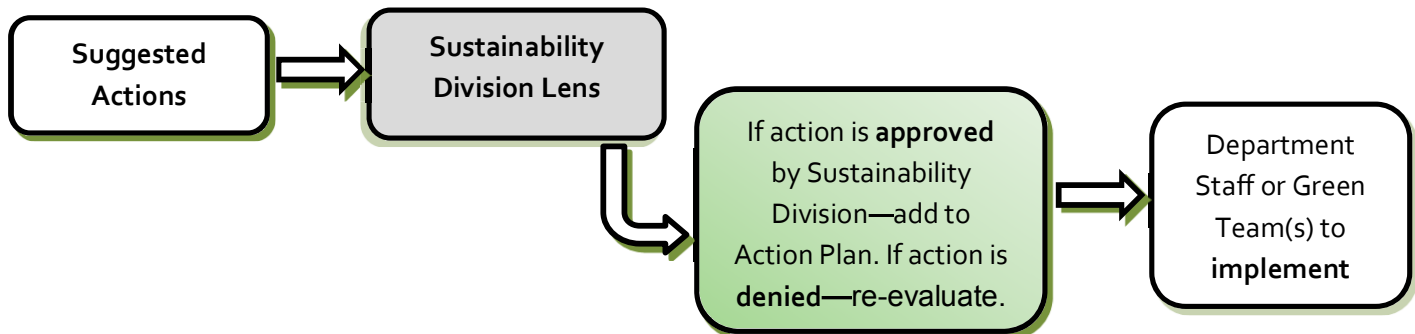 Suggested
Actions
Sustainability
Division Lens
If action is approved
by Sustainability
Division—add to
Action Plan. If action is
denied—re-evaluate.
Department
Staff or Green
Team(s) to
implement